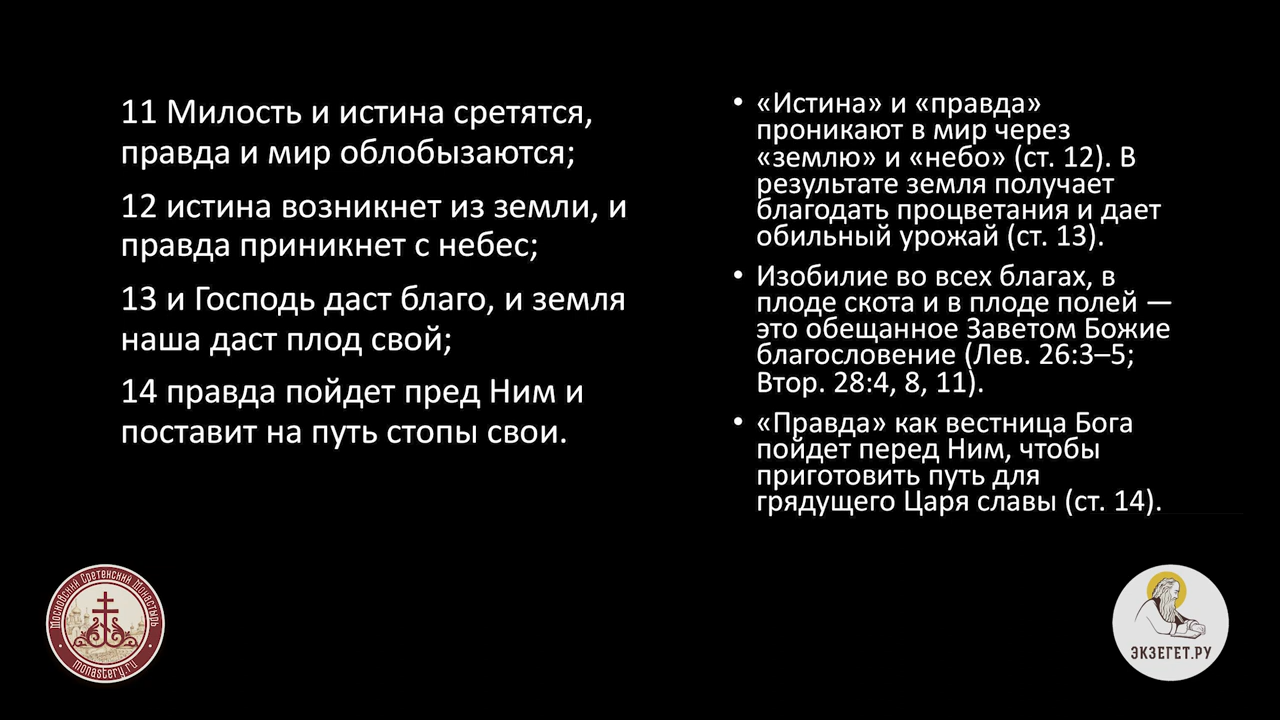 11 Милость и истина сретятся,
правда и мир облобызаются;
12 истина возникнет из земли, и
правда приникнет с небес;
13 и Господь даст благо, и земля
наша даст плод свой;
14 правда пойдет пред Ним и
поставит на путь стопы свои.
• «Истина» и «правда»
проникают в мир через
«землю» и «небо» (ст. 12). В
результате земля получает
благодать процветания и дает
обильный урожай (ст. 13).
• Изобилие во всех благах, в
плоде скота и в плоде полей —
это обещанное Заветом Божие
благословение (Лев. 26:3–5;
Втор. 28:4, 8, 11).
• «Правда» как вестница Бога
пойдет перед Ним, чтобы
приготовить путь для
грядущего Царя славы (ст. 14).
Московский Сретенский Монастырь
monastery.ru
ЭКЗЕГЕТ.РУ